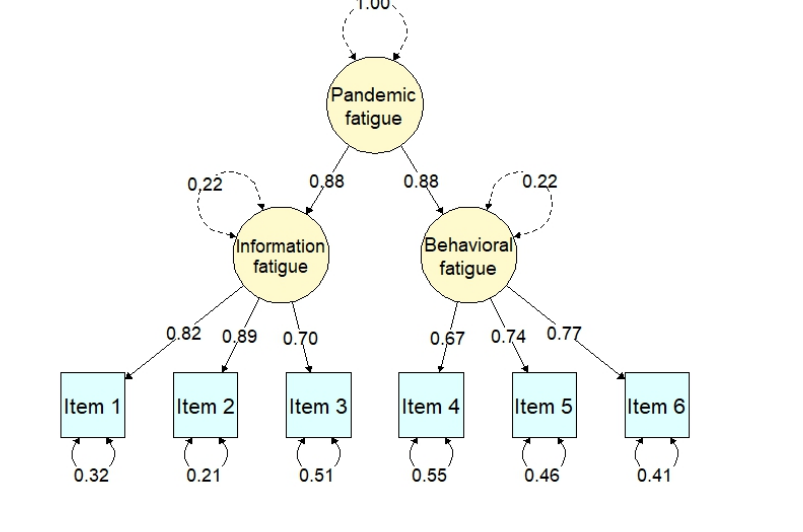 1.00
Pandemic
fatigue
0.22 0.88 0.88 0.22
Information
fatigue
Behavioral
fatigue
0.82 0.89 0.70 0.67 0.74 0.77
Item 1 Item 2 Item 3 Item 4 Item 5 Item 6
0.32 0.21 0.51 0.55 0.46 0.41